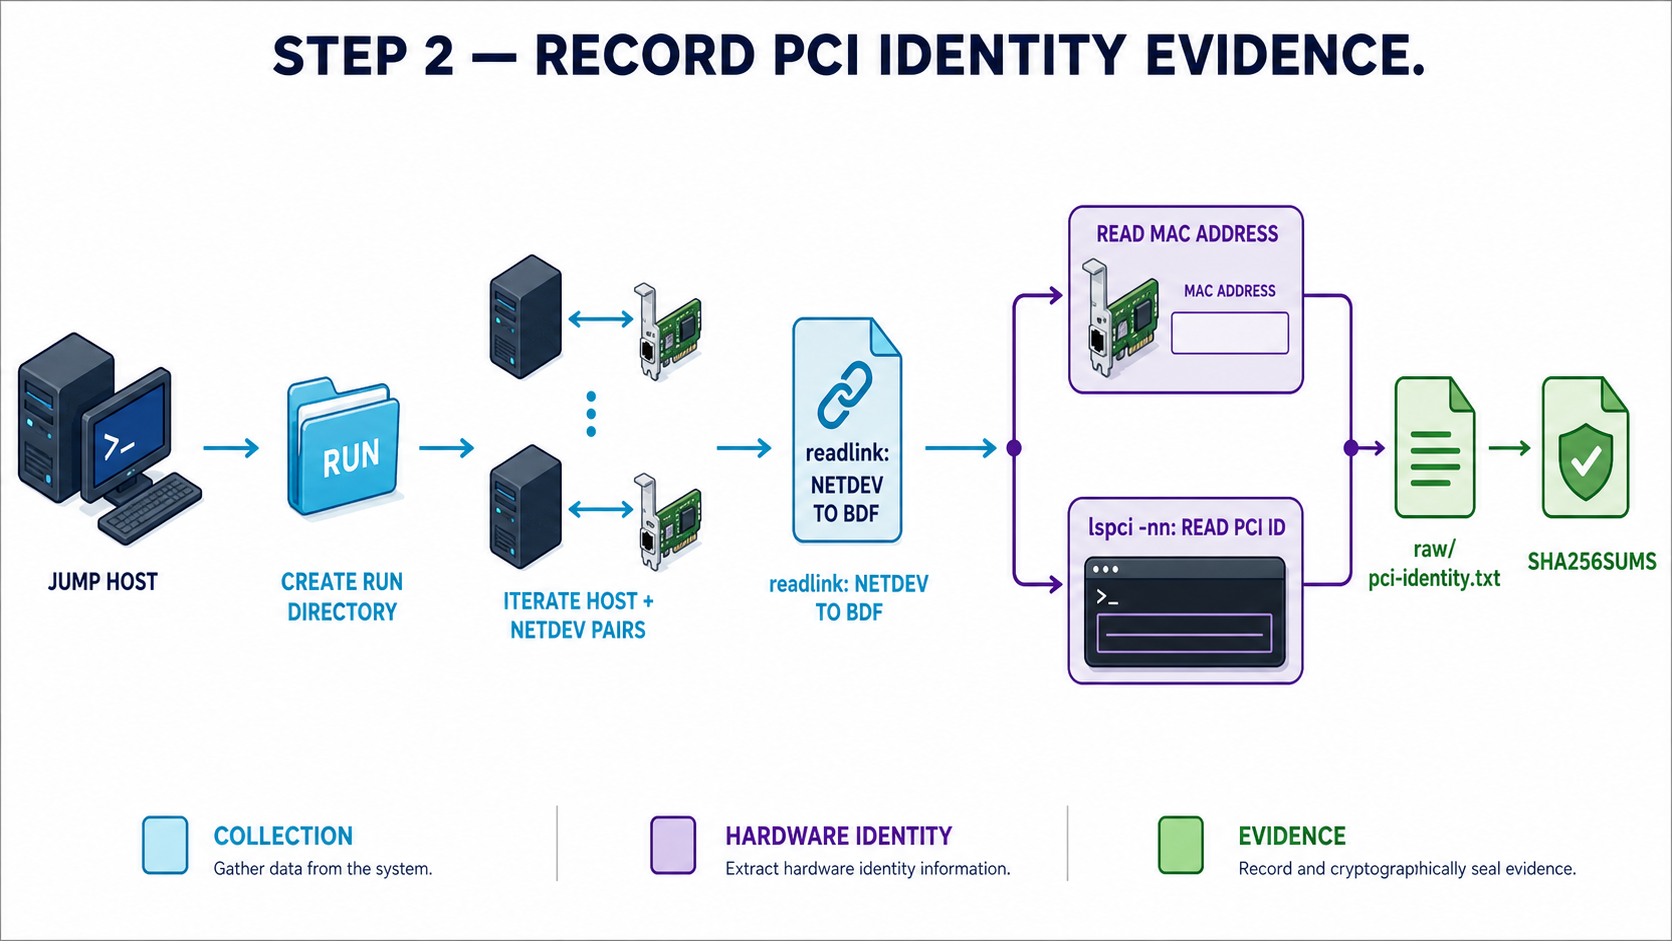 STEP 2 — RECORD PCI IDENTITY EVIDENCE.
>_
JUMP HOST
RUN
CREATE RUN
DIRECTORY
ITERATE HOST +
NETDEV PAIRS
readlink:
NETDEV
TO BDF
readlink: NETDEV
TO BDF
READ MAC ADDRESS
MAC ADDRESS
lspci -nn: READ PCI ID
>_
raw/
pci-identity.txt
SHA256SUMS
COLLECTION
Gather data from the system.
HARDWARE IDENTITY
Extract hardware identity information.
EVIDENCE
Record and cryptographically seal evidence.